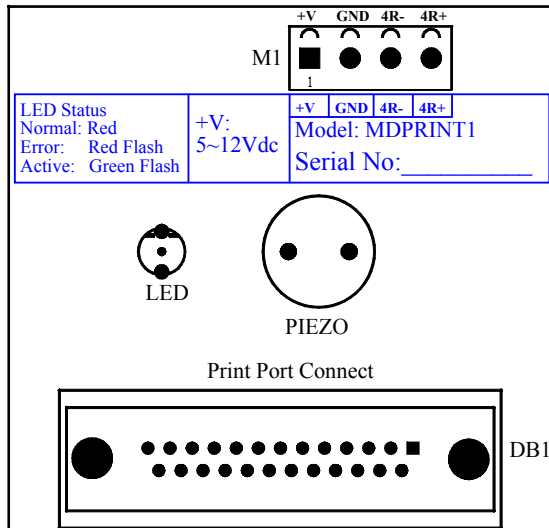 +V GND 4R- 4R+
M1
1
LED Status
Normal: Red
Error: Red Flash
Active: Green Flash
+V:
5~12Vdc
+V GND 4R- 4R+
Model: MDPRINT1
Serial No:__________
LED
PIEZO
Print Port Connect
DB1